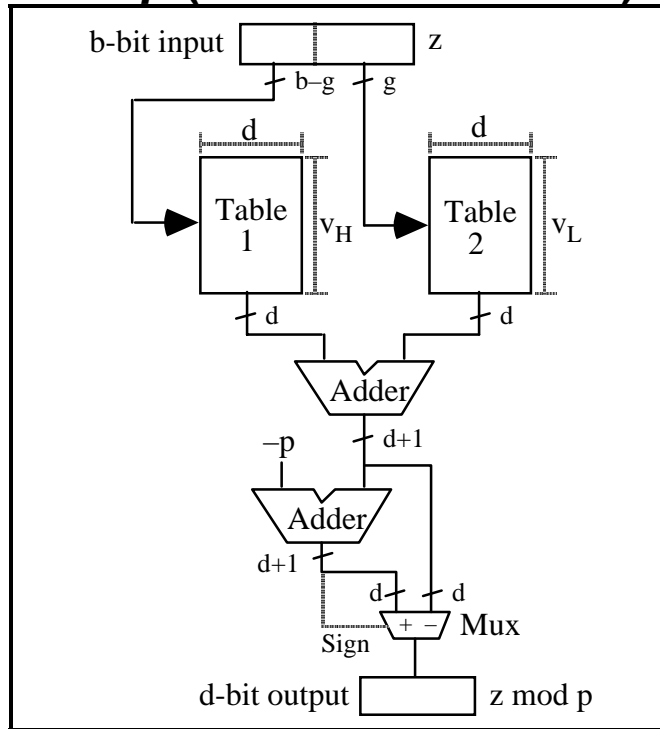 b-bit input
z
b–g
g
d
d
Table 1
v_H
Table 2
v_L
d
d
Adder
d+1
–p
Adder
d+1
d
d
+ –
Mux
Sign
d-bit output
z mod p